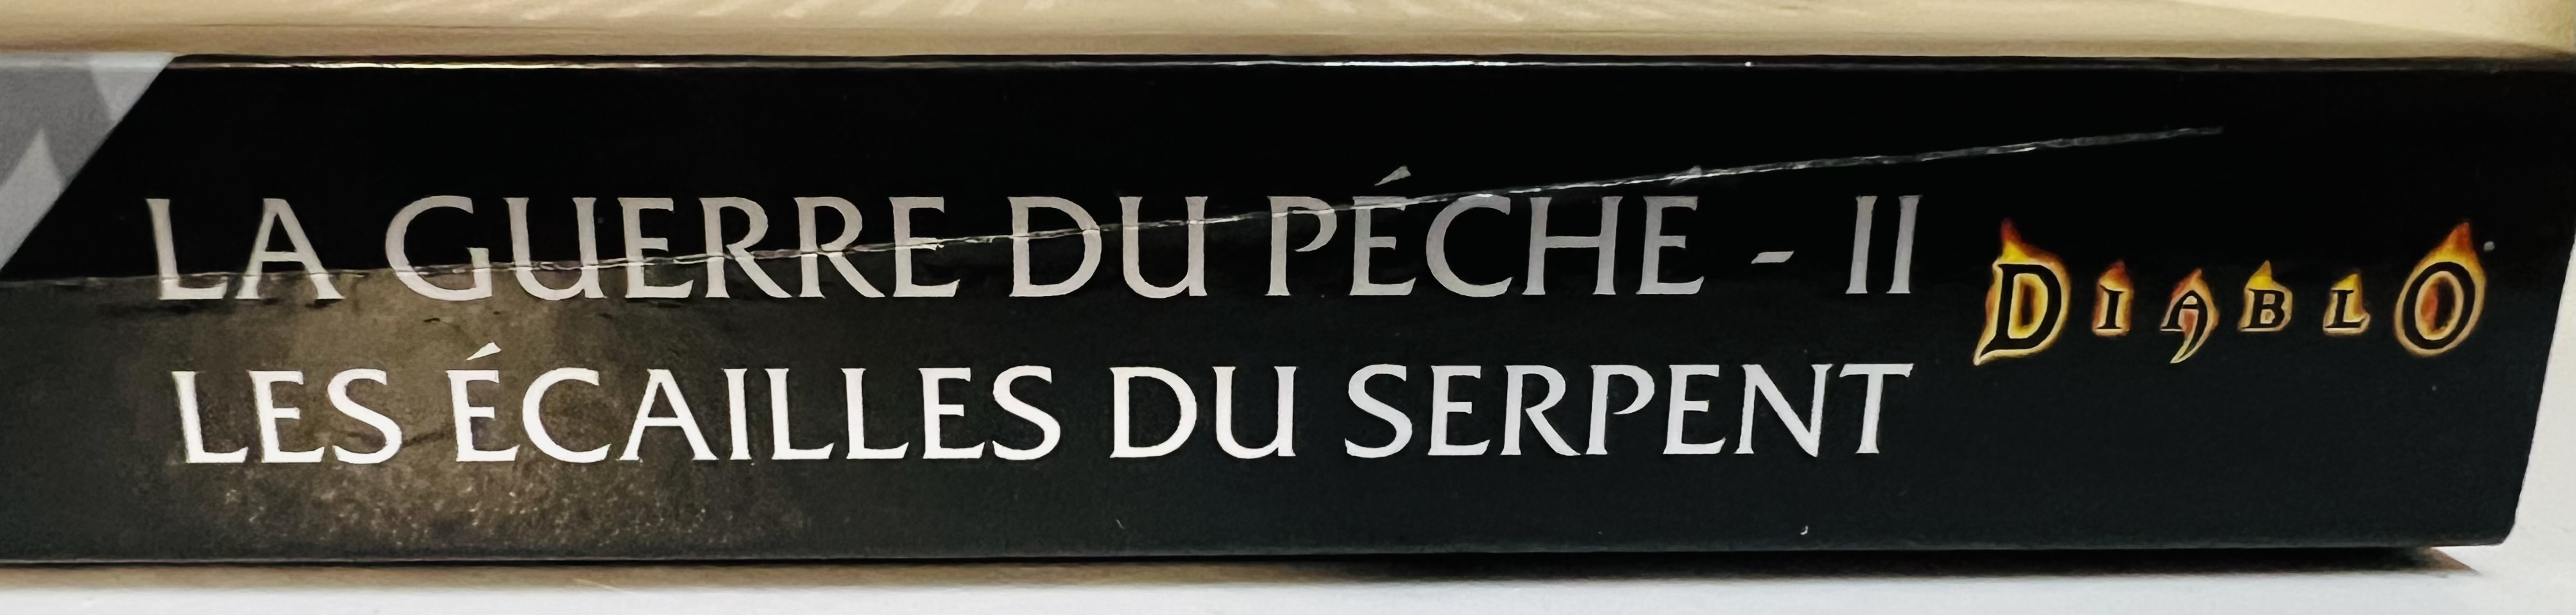 LA GUERRE DU PÉCHÉ - II
LES ÉCAILLES DU SERPENT
DIABLO